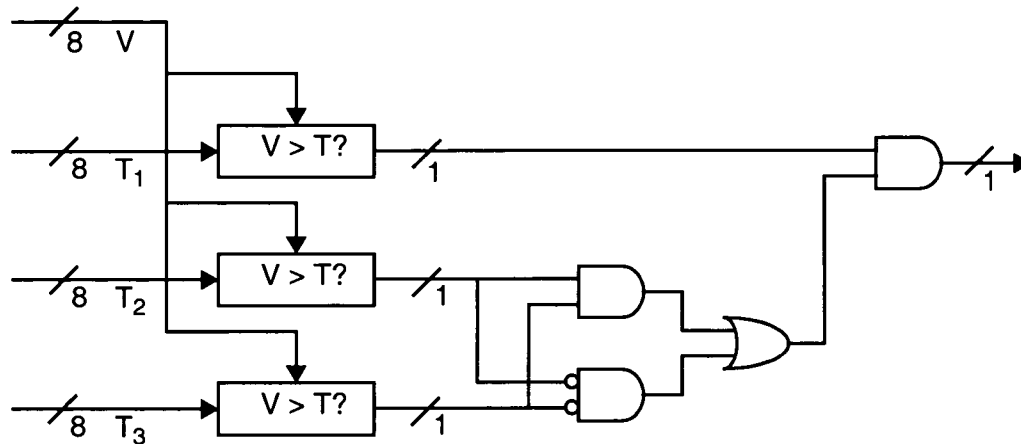 8 V
V > T?
8 T₁ 1 1
V > T?
8 T₂ 1
V > T?
8 T₃ 1